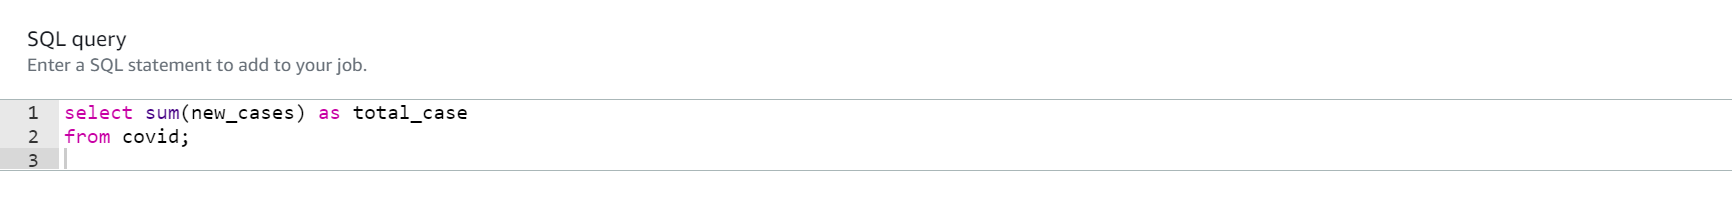 SQL query
Enter a SQL statement to add to your job.
1 select sum(new_cases) as total_case
2 from covid;
3